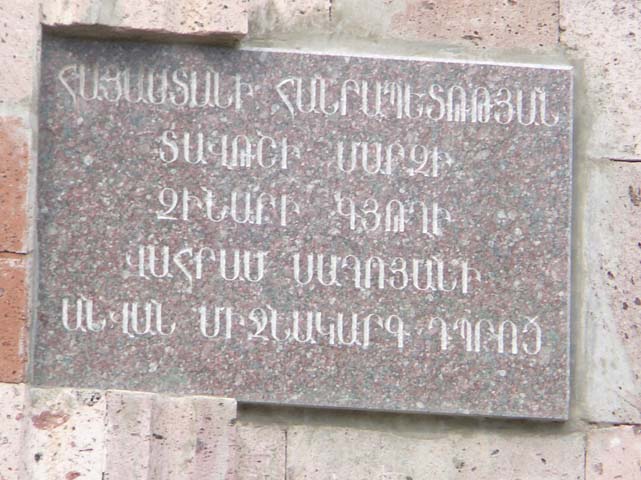 ՀԱՅԱՍՏԱՆԻ ՀԱՆՐԱՊԵՏՈՒԹՅԱՆ
ՏԱՎՈՒՇԻ ՄԱՐԶԻ
ՉԻՆԱՐԻ ԳՅՈՒՂԻ
ՎԱՀՐԱՄ ՍԱՂՈՅԱՆԻ
ԱՆՎԱՆ ՄԻՋՆԱԿԱՐԳ ԴՊՐՈՑ